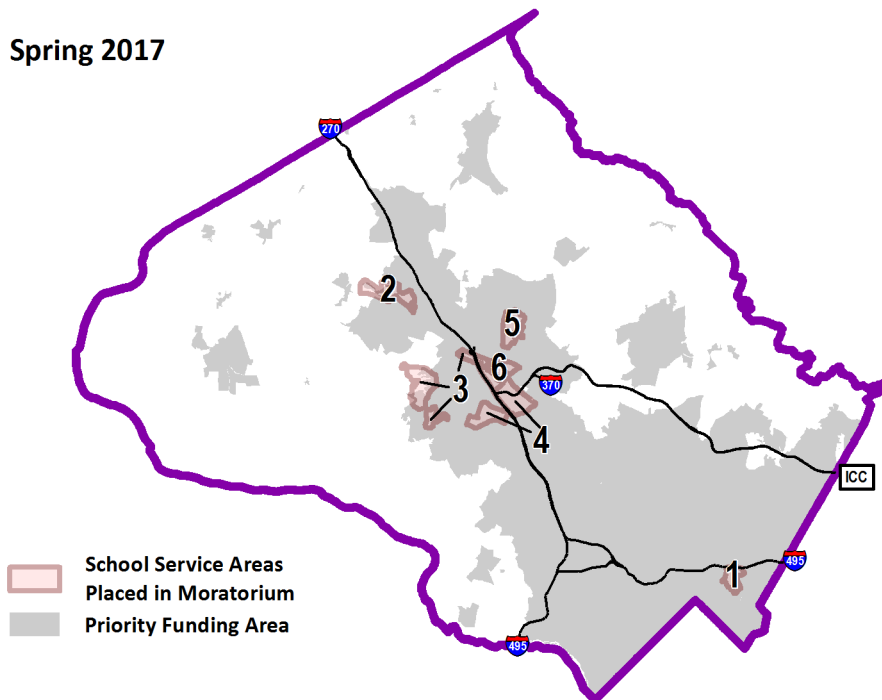 Spring 2017
270
2
5
6
3
370
4
ICC
1
495
495
School Service Areas
Placed in Moratorium
Priority Funding Area